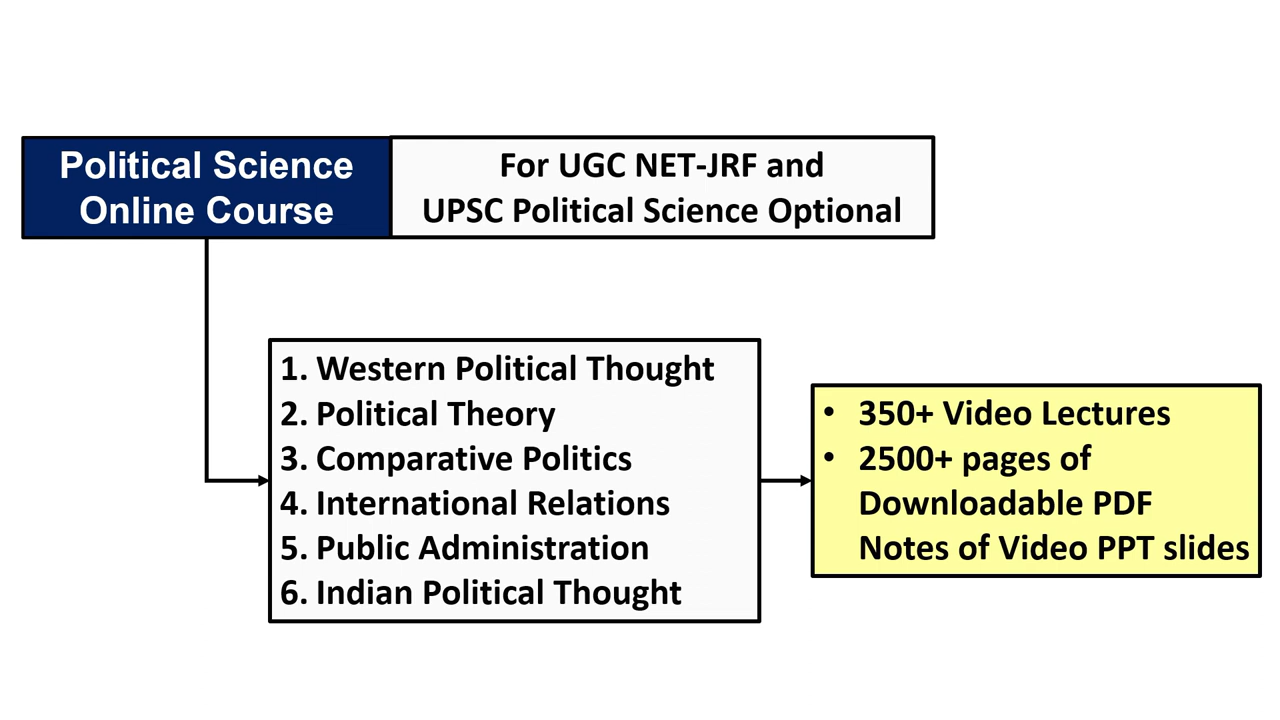 Political Science
Online Course
For UGC NET-JRF and
UPSC Political Science Optional
1. Western Political Thought
2. Political Theory
3. Comparative Politics
4. International Relations
5. Public Administration
6. Indian Political Thought
• 350+ Video Lectures
• 2500+ pages of
Downloadable PDF
Notes of Video PPT slides